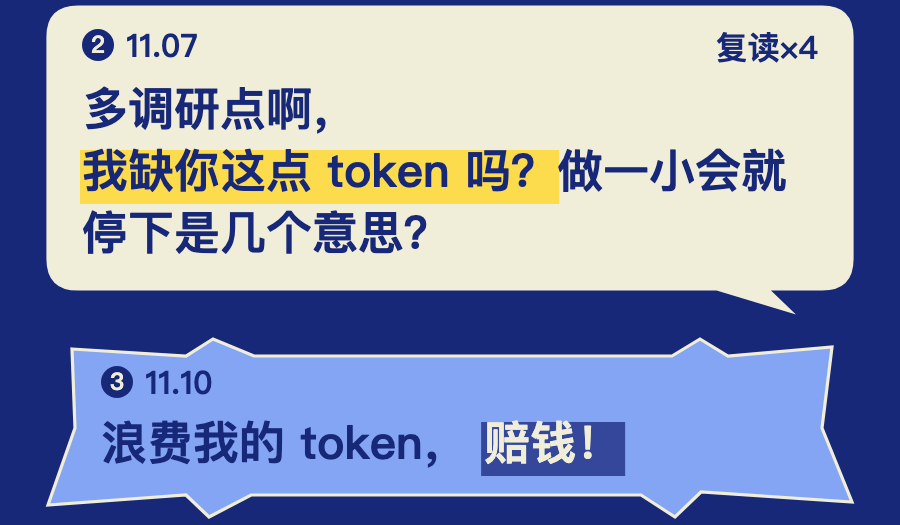 2 11.07 复读×4
多调研点啊，
我缺你这点 token 吗？做一小会就
停下是几个意思？
3 11.10
浪费我的 token，赔钱！